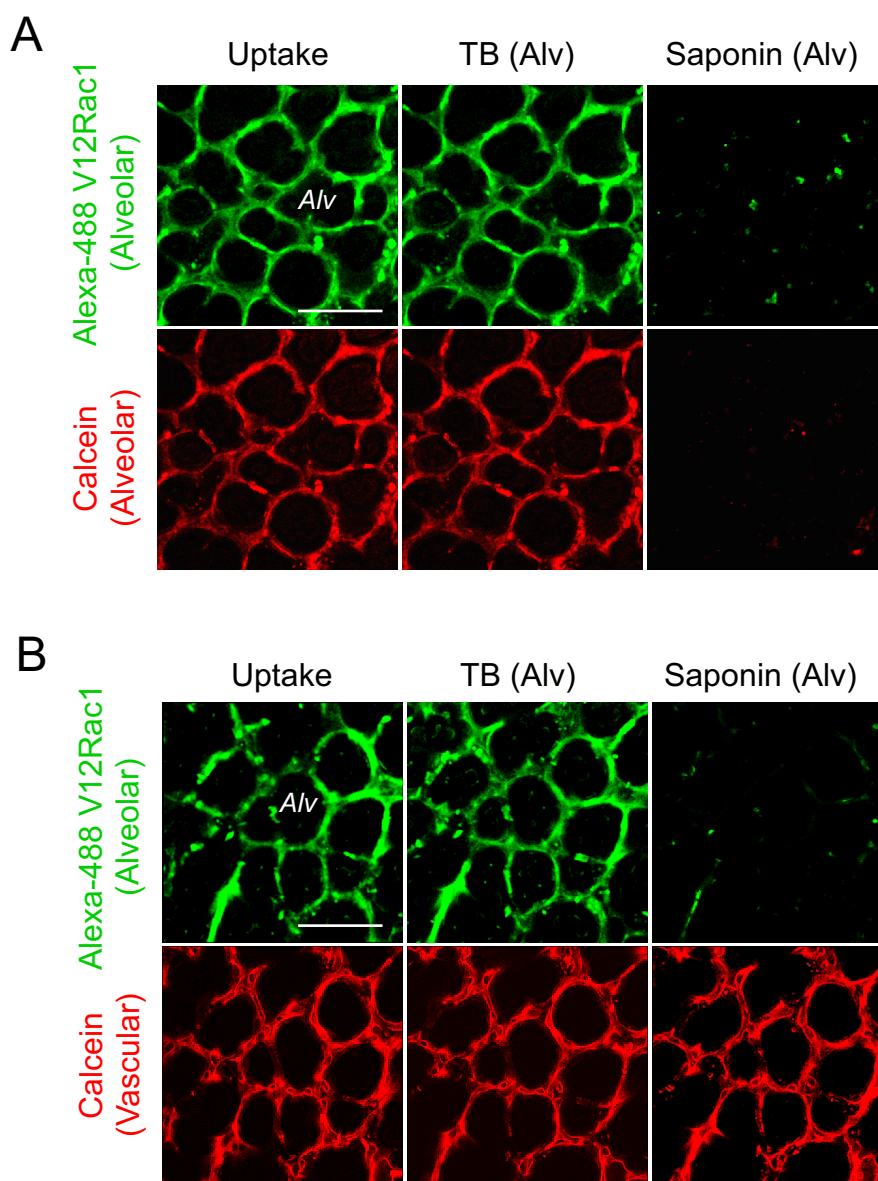 A
Uptake
TB (Alv)
Saponin (Alv)
Alexa-488 V12Rac1
(Alveolar)
Alv
Calcein
(Alveolar)
B
Uptake
TB (Alv)
Saponin (Alv)
Alexa-488 V12Rac1
(Alveolar)
Alv
Calcein
(Vascular)